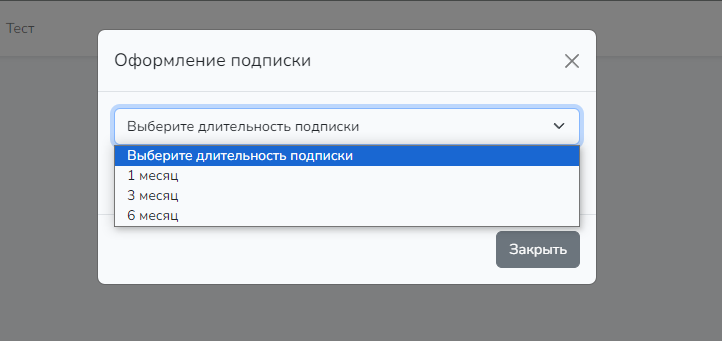 Тест
Оформление подписки
Выберите длительность подписки
Выберите длительность подписки
1 месяц
3 месяц
6 месяц
Закрыть